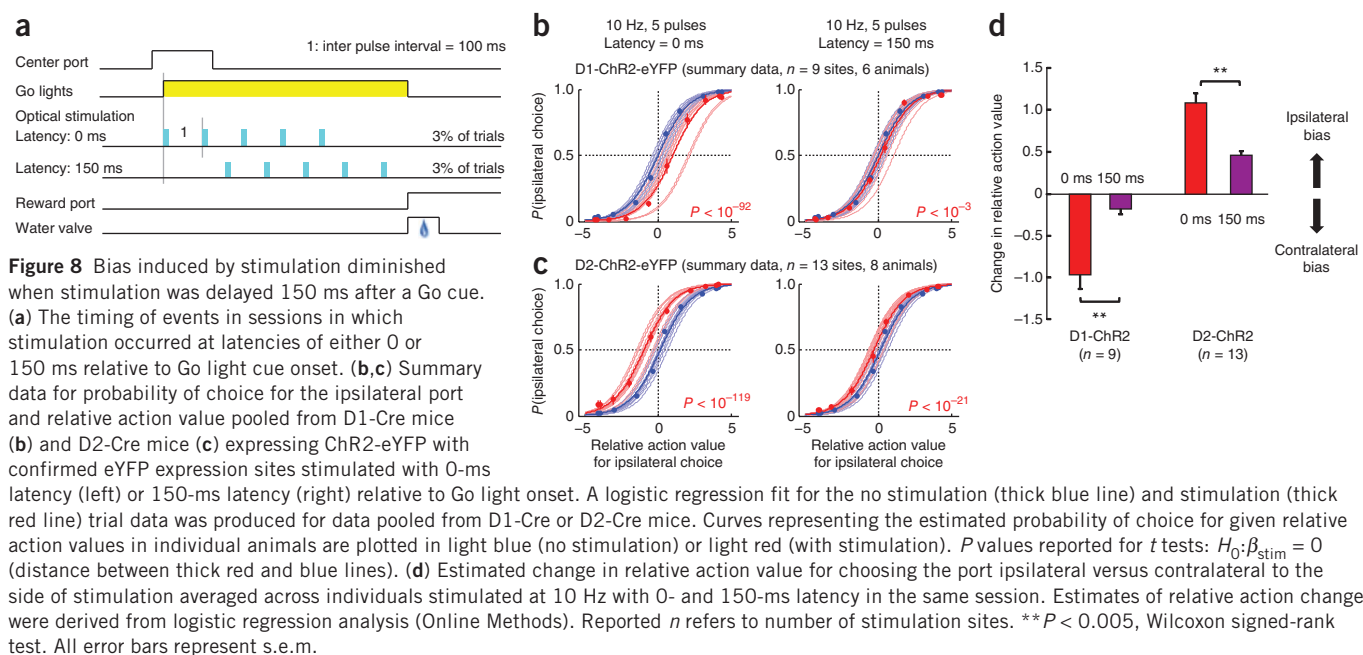 a
1: inter pulse interval = 100 ms
Center port
Go lights
Optical stimulation
Latency: 0 ms
1
3% of trials
Latency: 150 ms
3% of trials
Reward port
Water valve
b
10 Hz, 5 pulses
Latency = 0 ms
10 Hz, 5 pulses
Latency = 150 ms
D1-ChR2-eYFP (summary data, n = 9 sites, 6 animals)
P(ipsilateral choice)
1.0
0.5
0
P < 10⁻⁹²
–5
0
5
P < 10⁻³
–5
0
5
c
D2-ChR2-eYFP (summary data, n = 13 sites, 8 animals)
P(ipsilateral choice)
1.0
0.5
0
P < 10⁻¹¹⁹
–5
0
5
Relative action value
for ipsilateral choice
P < 10⁻²¹
–5
0
5
Relative action value
for ipsilateral choice
d
Change in relative action value
1.5
1.0
0.5
0
–0.5
–1.0
–1.5
**
0 ms 150 ms
0 ms
150 ms
**
D1-ChR2
(n = 9)
D2-ChR2
(n = 13)
Ipsilateral
bias
Contralateral
bias
Figure 8 Bias induced by stimulation diminished
when stimulation was delayed 150 ms after a Go cue.
(a) The timing of events in sessions in which
stimulation occurred at latencies of either 0 or
150 ms relative to Go light cue onset. (b,c) Summary
data for probability of choice for the ipsilateral port
and relative action value pooled from D1-Cre mice
(b) and D2-Cre mice (c) expressing ChR2-eYFP with
confirmed eYFP expression sites stimulated with 0-ms
latency (left) or 150-ms latency (right) relative to Go light onset. A logistic regression fit for the no stimulation (thick blue line) and stimulation (thick
red line) trial data was produced for data pooled from D1-Cre or D2-Cre mice. Curves representing the estimated probability of choice for given relative
action values in individual animals are plotted in light blue (no stimulation) or light red (with stimulation). P values reported for t tests: H₀:β_stim = 0
(distance between thick red and blue lines). (d) Estimated change in relative action value for choosing the port ipsilateral versus contralateral to the
side of stimulation averaged across individuals stimulated at 10 Hz with 0- and 150-ms latency in the same session. Estimates of relative action change
were derived from logistic regression analysis (Online Methods). Reported n refers to number of stimulation sites. **P < 0.005, Wilcoxon signed-rank
test. All error bars represent s.e.m.